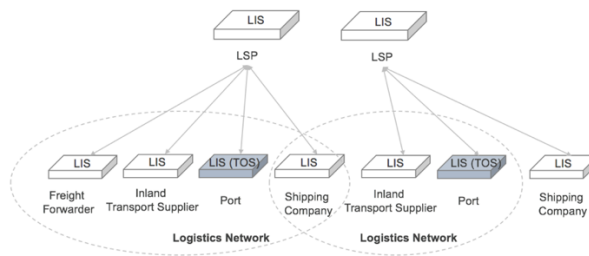 LIS
LIS
LSP
LSP
LIS
LIS
LIS (TOS)
LIS
LIS
LIS (TOS)
LIS
Freight
Forwarder
Inland
Transport Supplier
Port
Shipping
Company
Inland
Transport Supplier
Port
Shipping
Company
Logistics Network
Logistics Network